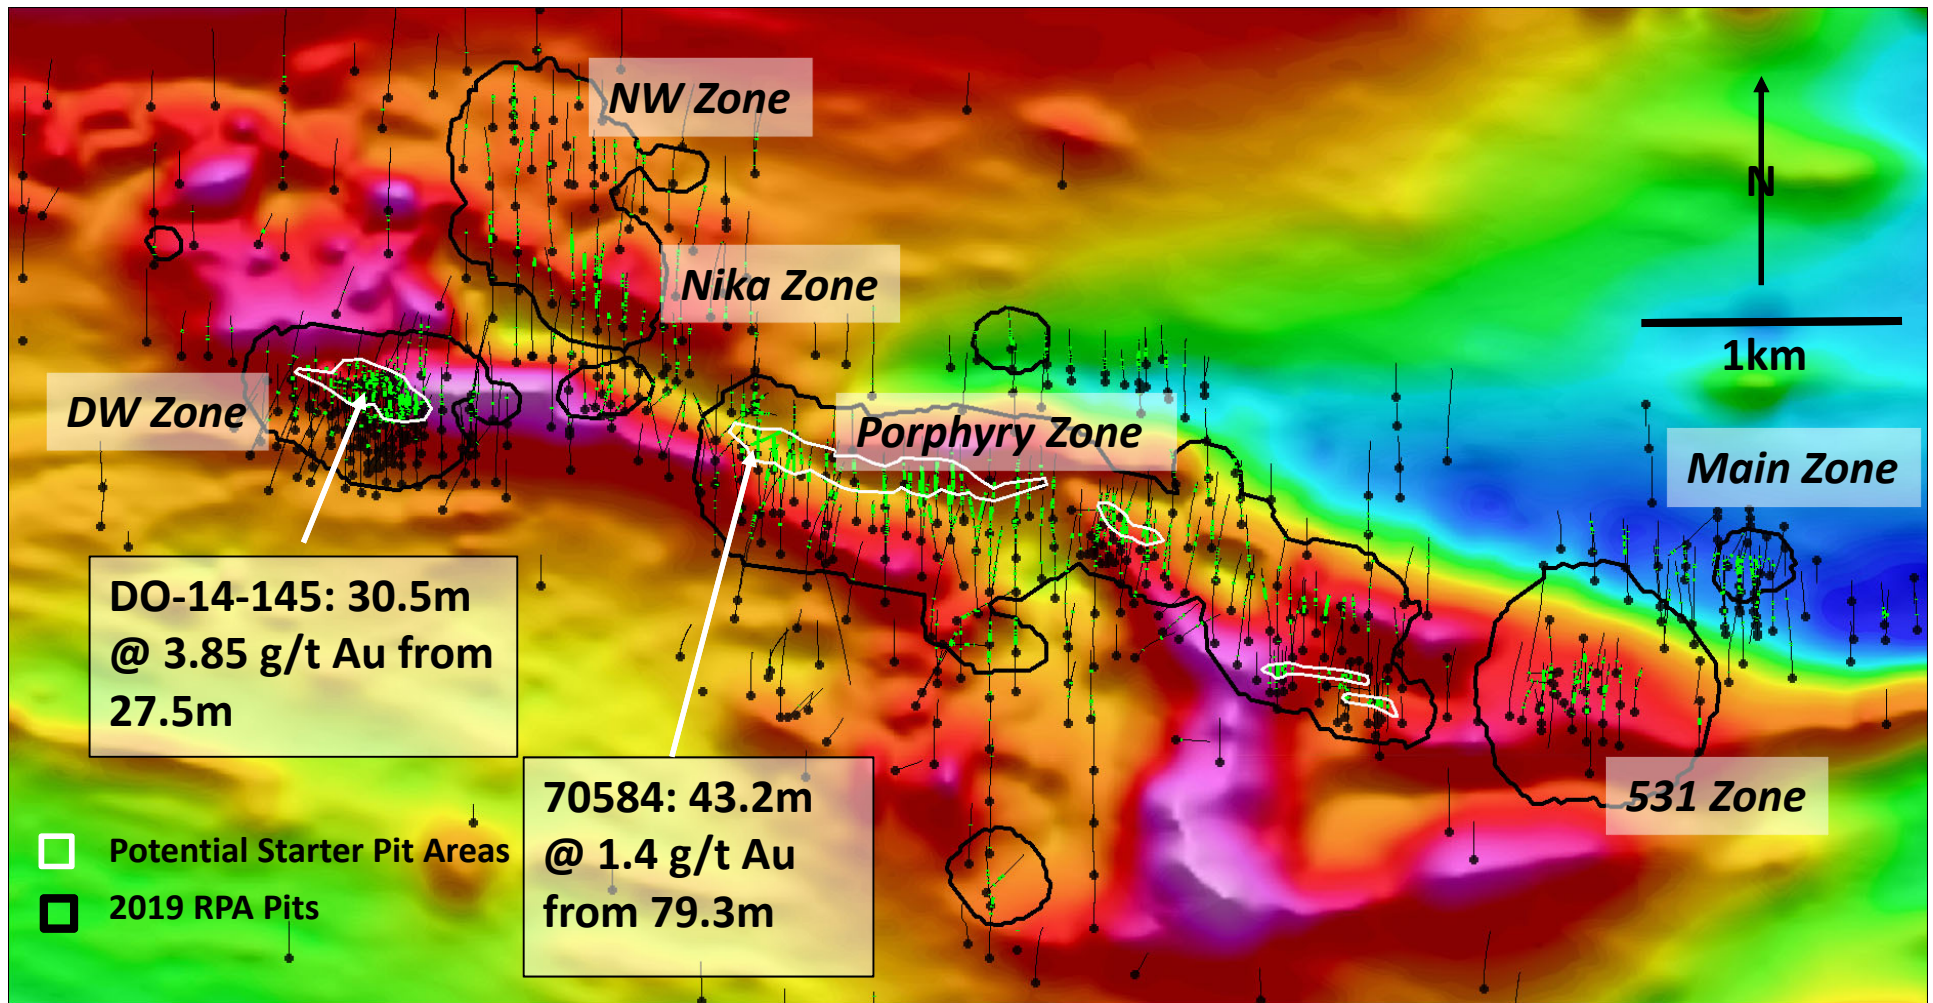 NW Zone
N
Nika Zone
1km
DW Zone
Porphyry Zone
Main Zone
DO-14-145: 30.5m
@ 3.85 g/t Au from
27.5m
70584: 43.2m
@ 1.4 g/t Au
from 79.3m
531 Zone
Potential Starter Pit Areas
2019 RPA Pits